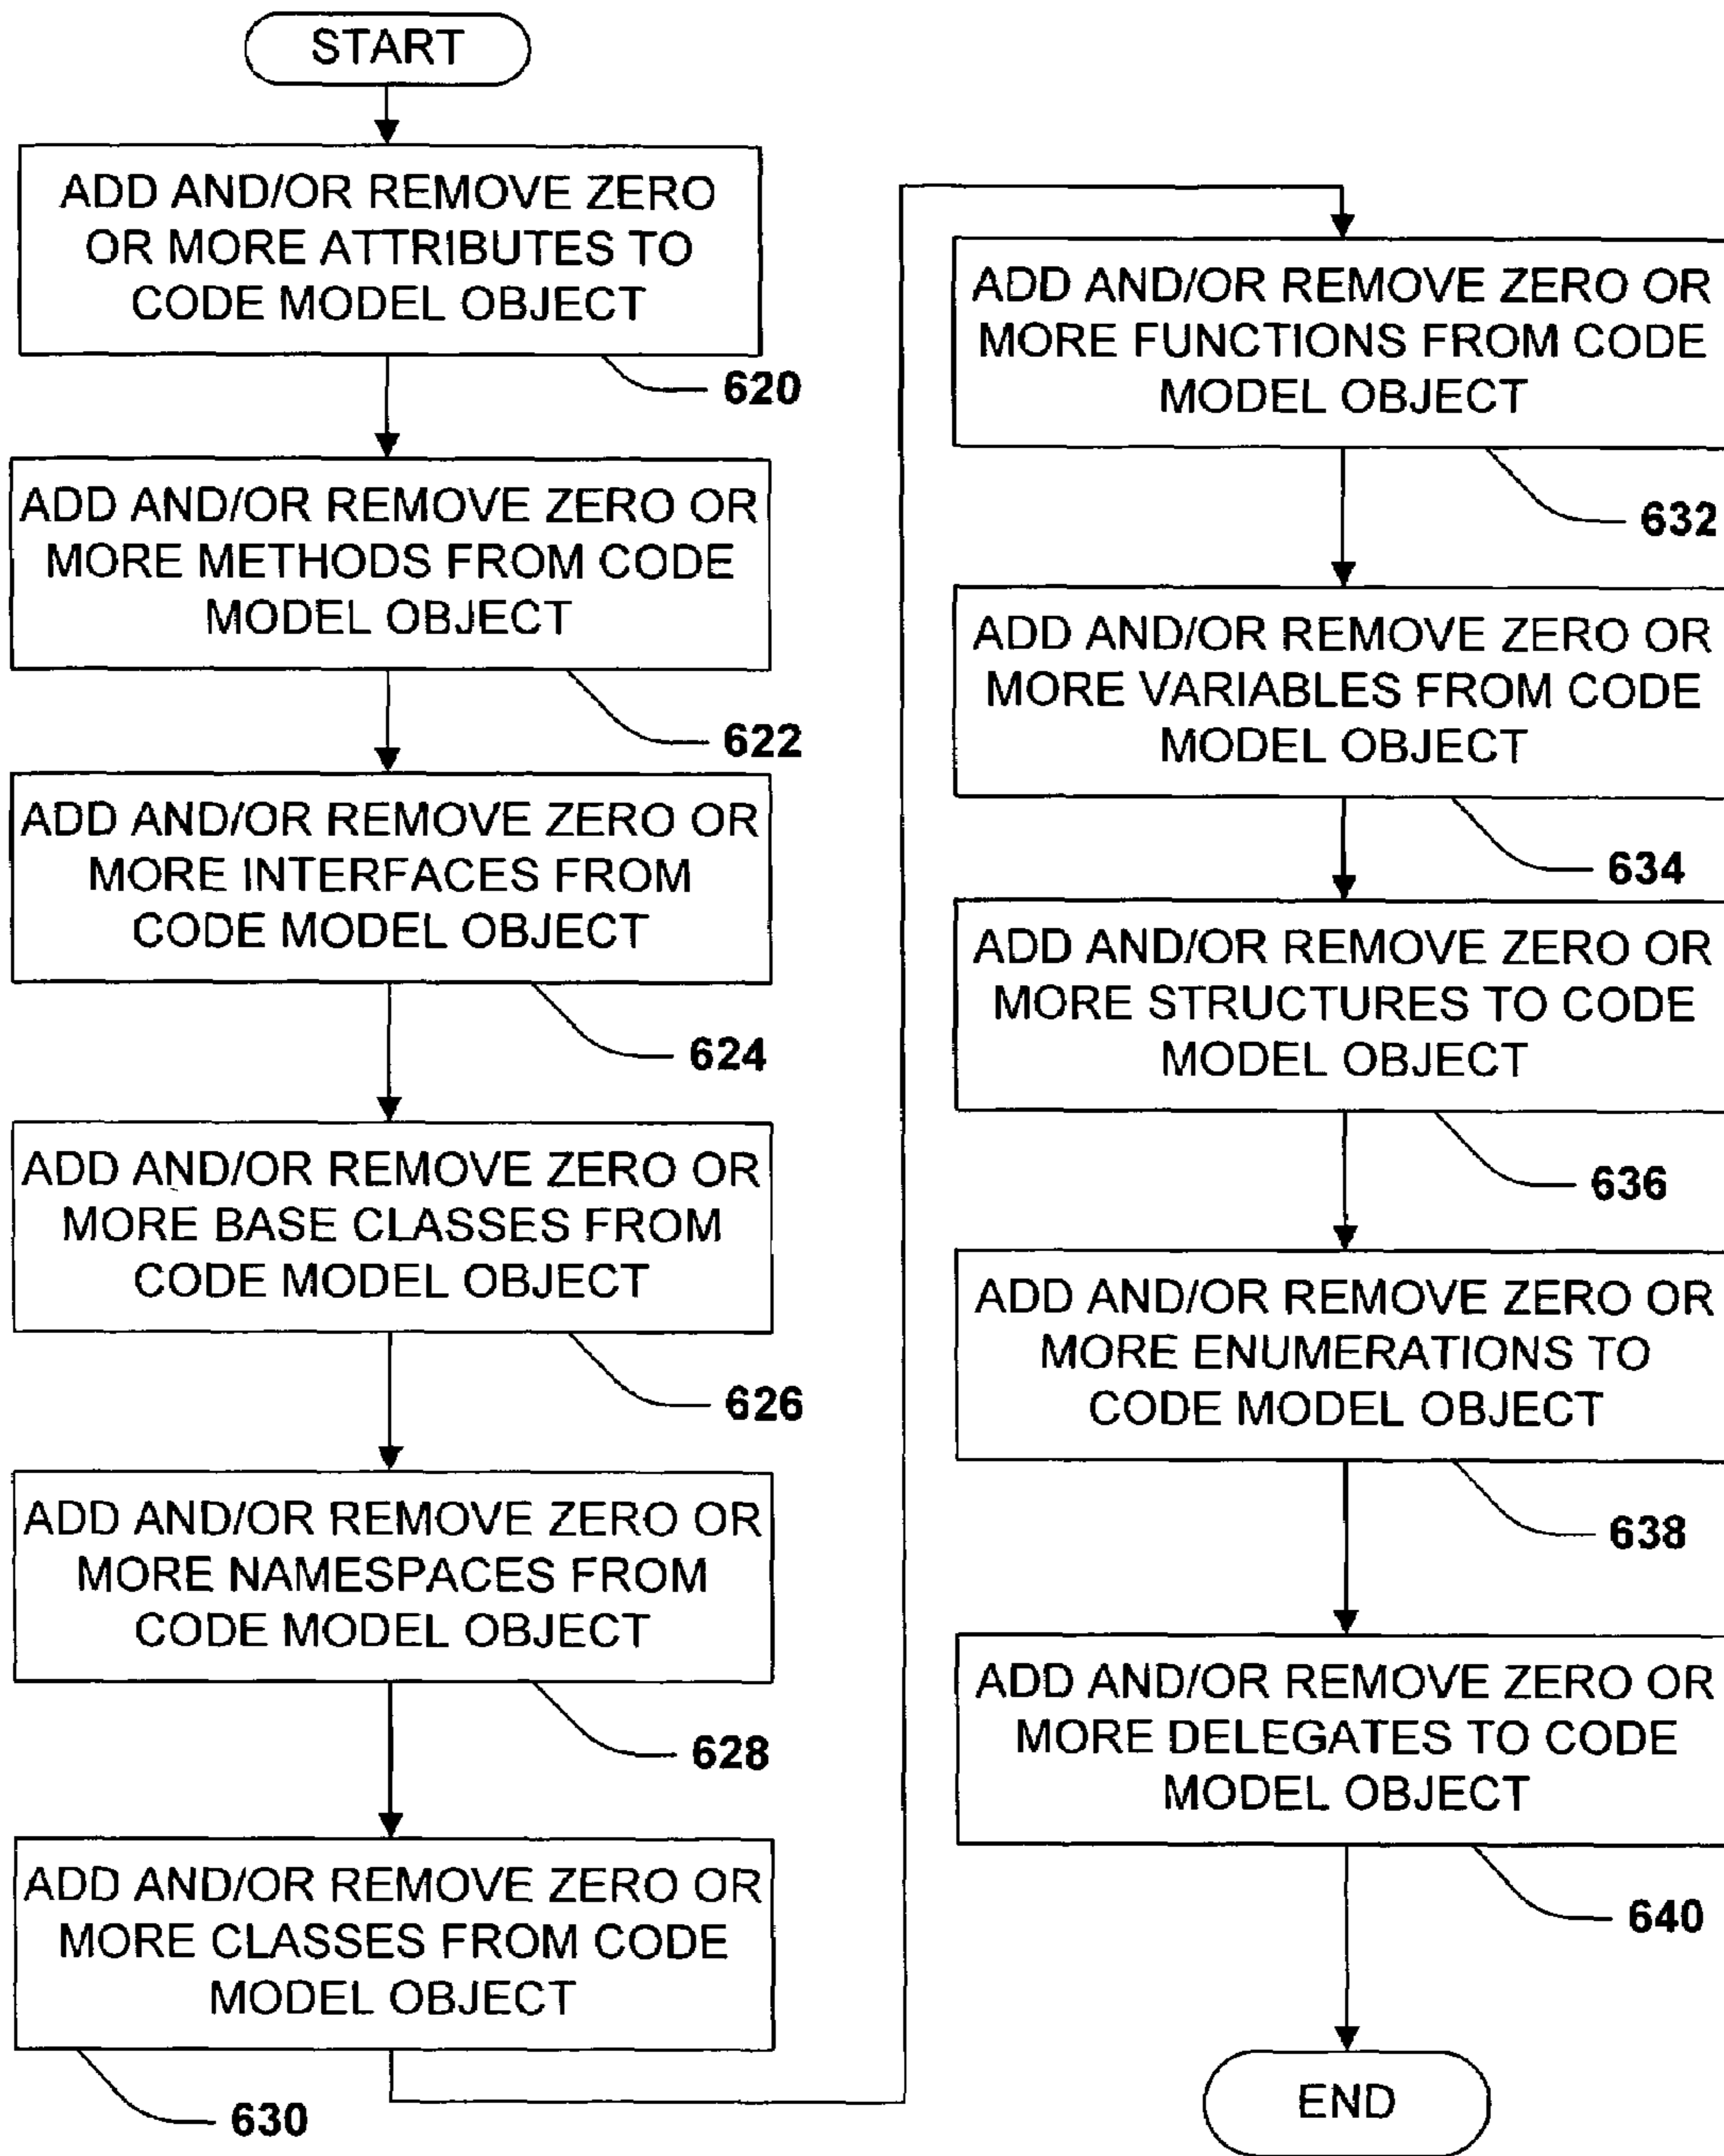 START
ADD AND/OR REMOVE ZERO
OR MORE ATTRIBUTES TO
CODE MODEL OBJECT
620
ADD AND/OR REMOVE ZERO OR
MORE METHODS FROM CODE
MODEL OBJECT
622
ADD AND/OR REMOVE ZERO OR
MORE INTERFACES FROM
CODE MODEL OBJECT
624
ADD AND/OR REMOVE ZERO OR
MORE BASE CLASSES FROM
CODE MODEL OBJECT
626
ADD AND/OR REMOVE ZERO OR
MORE NAMESPACES FROM
CODE MODEL OBJECT
628
ADD AND/OR REMOVE ZERO OR
MORE CLASSES FROM CODE
MODEL OBJECT
630
ADD AND/OR REMOVE ZERO OR
MORE FUNCTIONS FROM CODE
MODEL OBJECT
632
ADD AND/OR REMOVE ZERO OR
MORE VARIABLES FROM CODE
MODEL OBJECT
634
ADD AND/OR REMOVE ZERO OR
MORE STRUCTURES TO CODE
MODEL OBJECT
636
ADD AND/OR REMOVE ZERO OR
MORE ENUMERATIONS TO
CODE MODEL OBJECT
638
ADD AND/OR REMOVE ZERO OR
MORE DELEGATES TO CODE
MODEL OBJECT
640
END